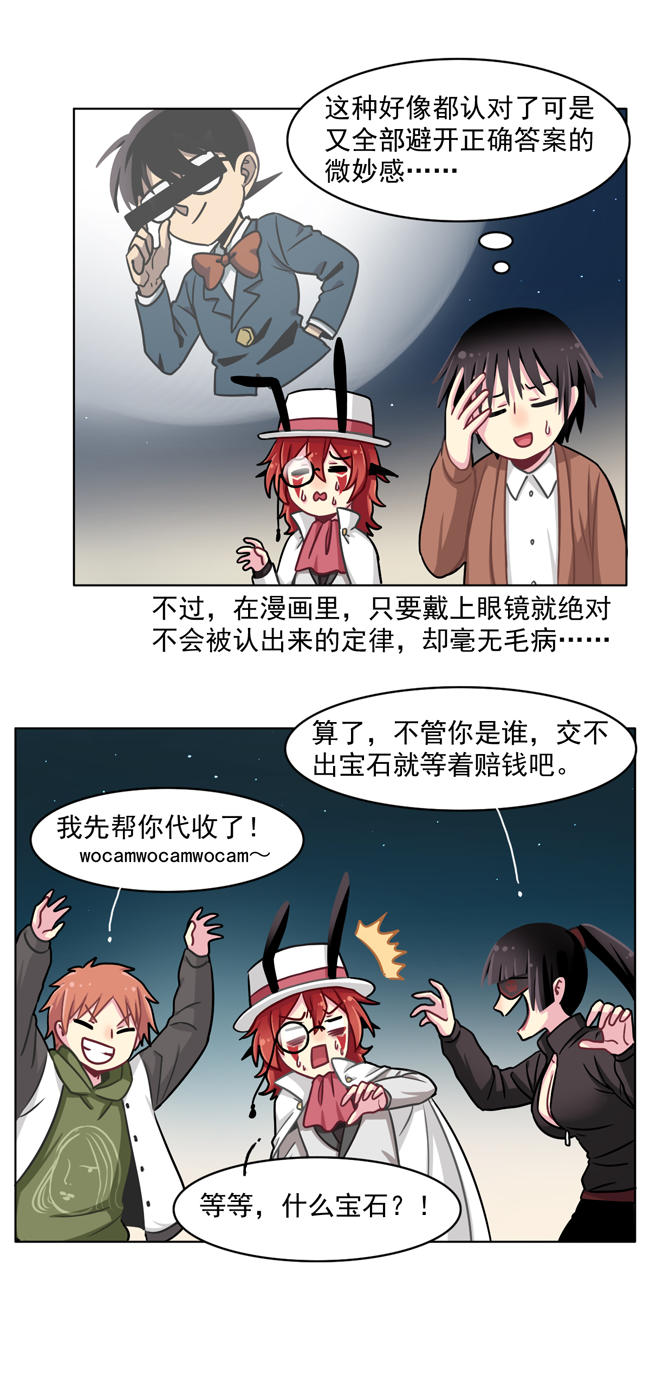 这种好像都认对了可是
又全部避开正确答案的
微妙感……
不过，在漫画里，只要戴上眼镜就绝对
不会被认出来的定律，却毫无毛病……
算了，不管你是谁，交不
出宝石就等着赔钱吧。
我先帮你代收了！
wocamwocamwocam～
等等，什么宝石？！